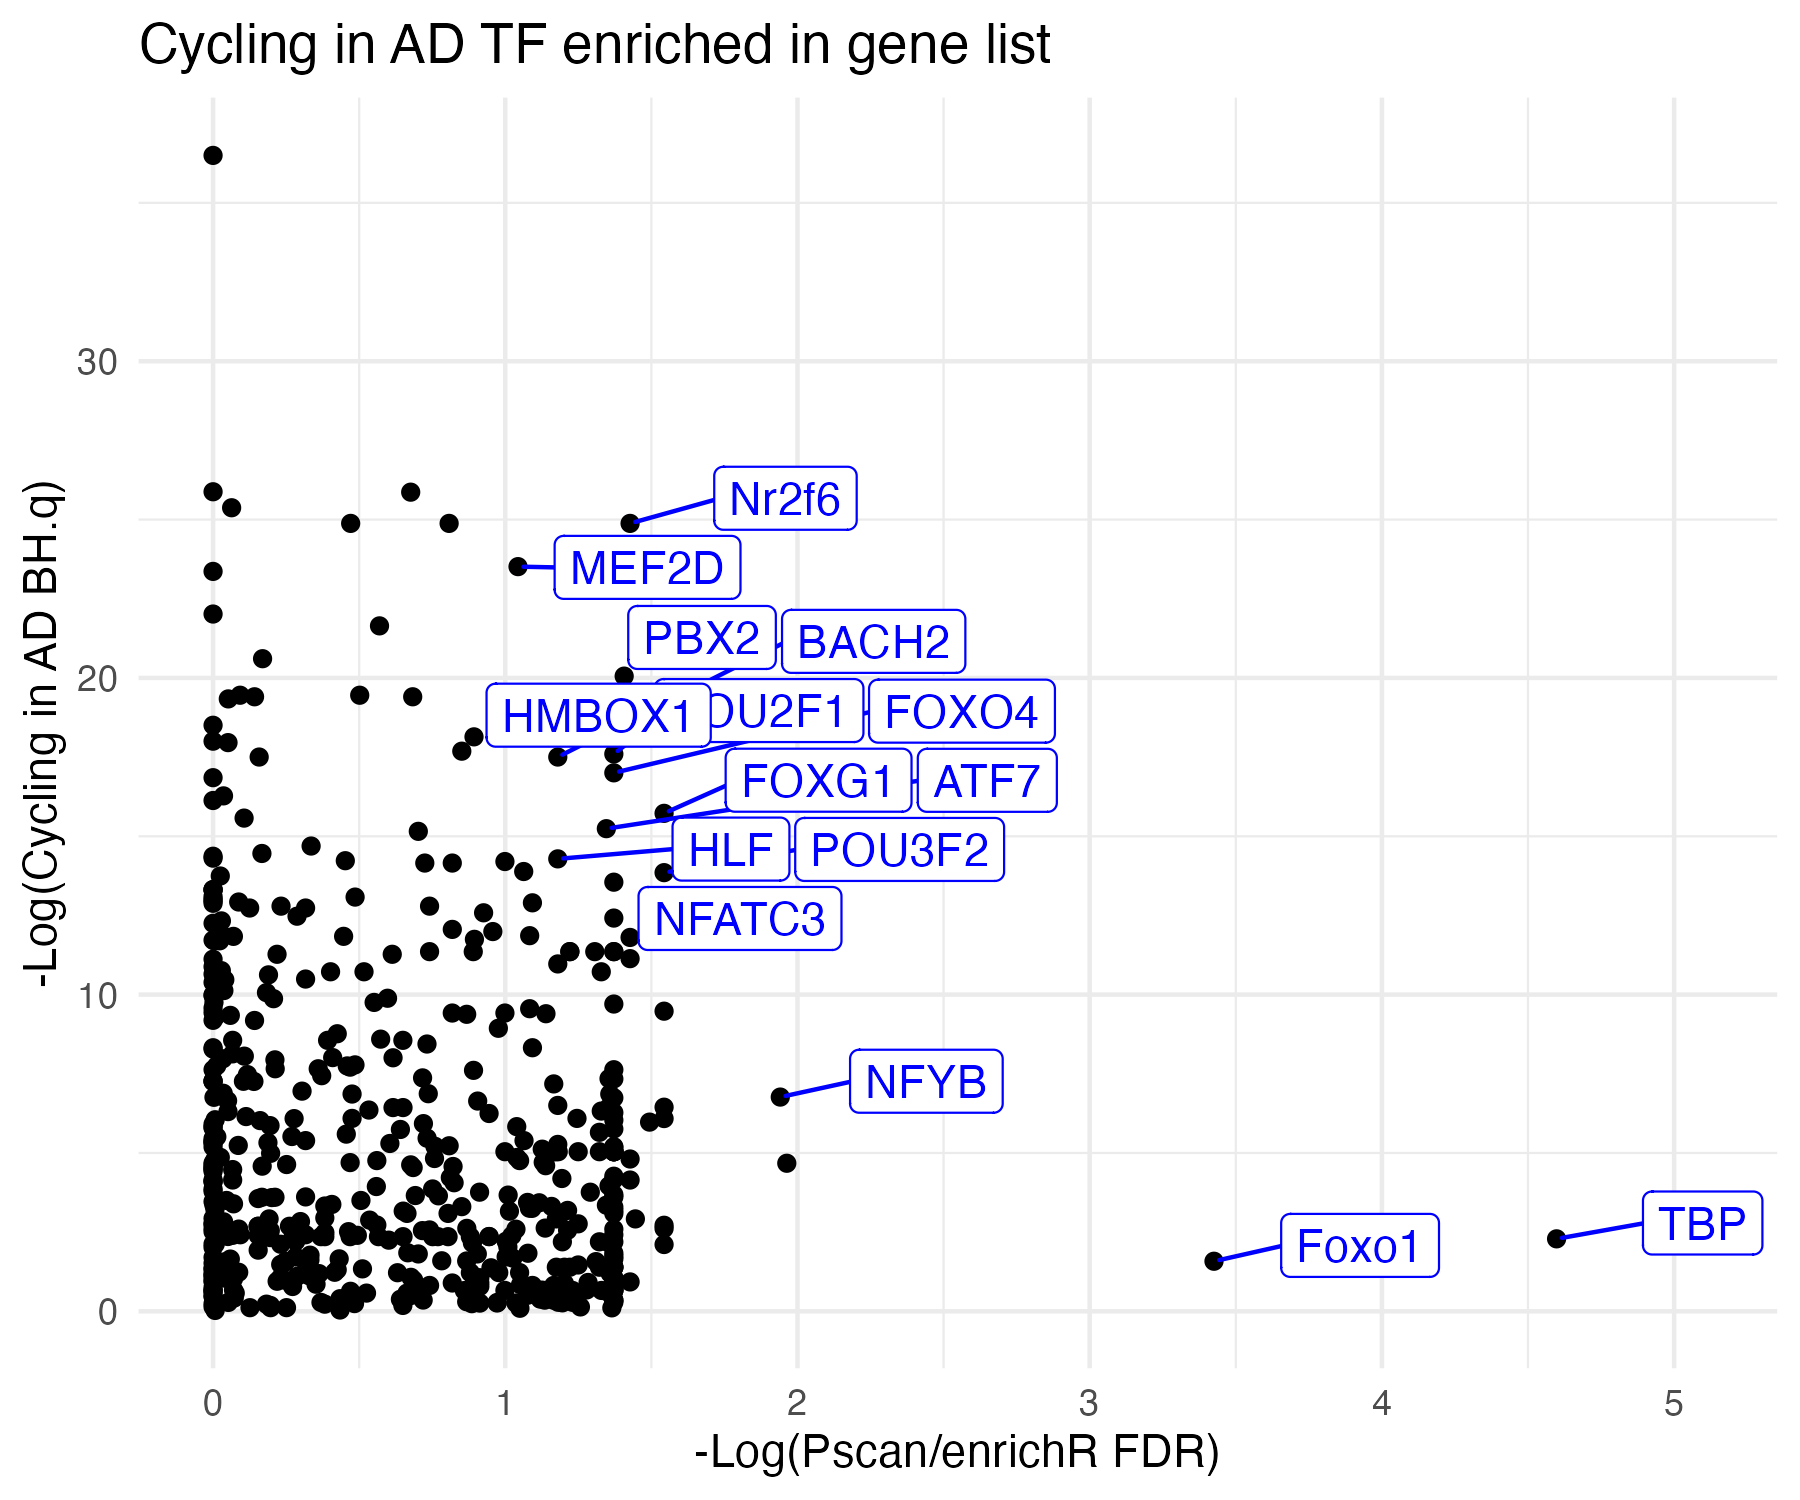 Cycling in AD TF enriched in gene list
-Log(Cycling in AD BH.q)
30
20
10
0
Nr2f6
MEF2D
PBX2
BACH2
HMBOX1
OU2F1
FOXO4
FOXG1
ATF7
HLF
POU3F2
NFATC3
NFYB
Foxo1
TBP
0
1
2
3
4
5
-Log(Pscan/enrichR FDR)